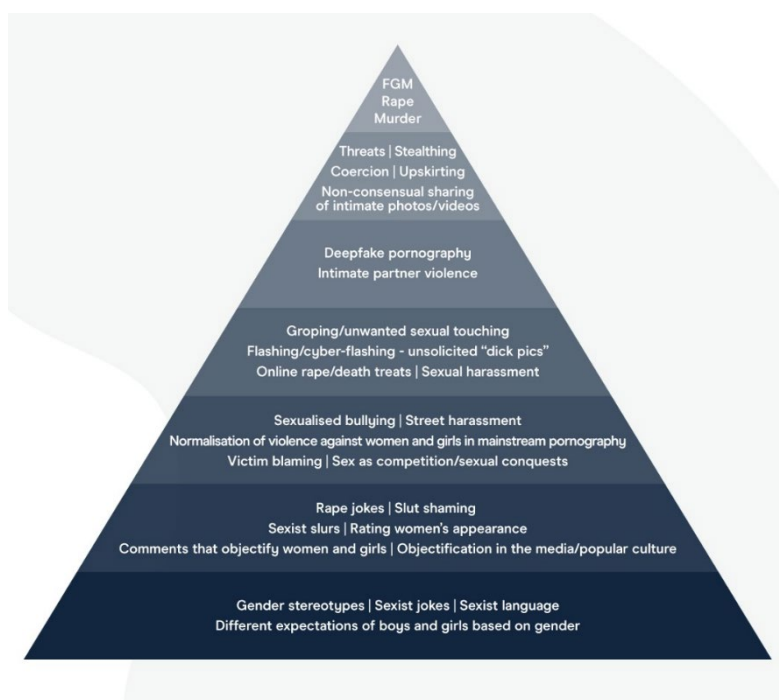 FGM
Rape
Murder
Threats | Stealthing
Coercion | Upskirting
Non-consensual sharing
of intimate photos/videos
Deepfake pornography
Intimate partner violence
Groping/unwanted sexual touching
Flashing/cyber-flashing - unsolicited “dick pics”
Online rape/death treats | Sexual harassment
Sexualised bullying | Street harassment
Normalisation of violence against women and girls in mainstream pornography
Victim blaming | Sex as competition/sexual conquests
Rape jokes | Slut shaming
Sexist slurs | Rating women's appearance
Comments that objectify women and girls | Objectification in the media/popular culture
Gender stereotypes | Sexist jokes | Sexist language
Different expectations of boys and girls based on gender